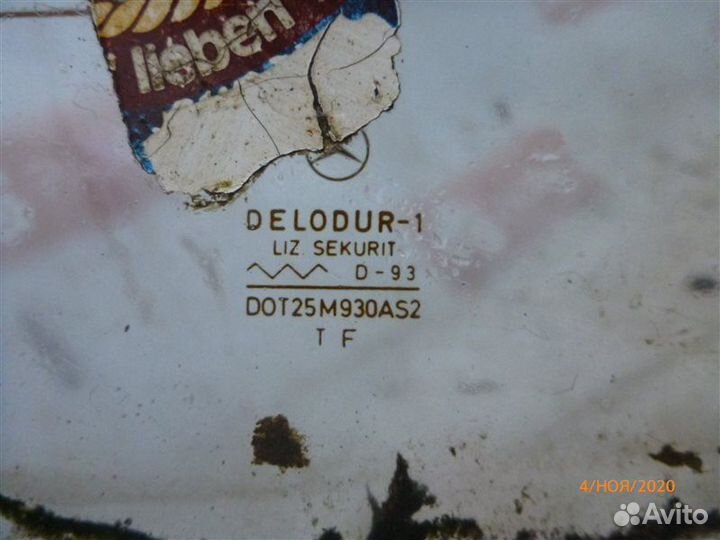 lieben
DELODUR-1
LIZ. SEKURIT
D-93
DOT25M930AS2
T F
4/НОЯ/2020
Avito